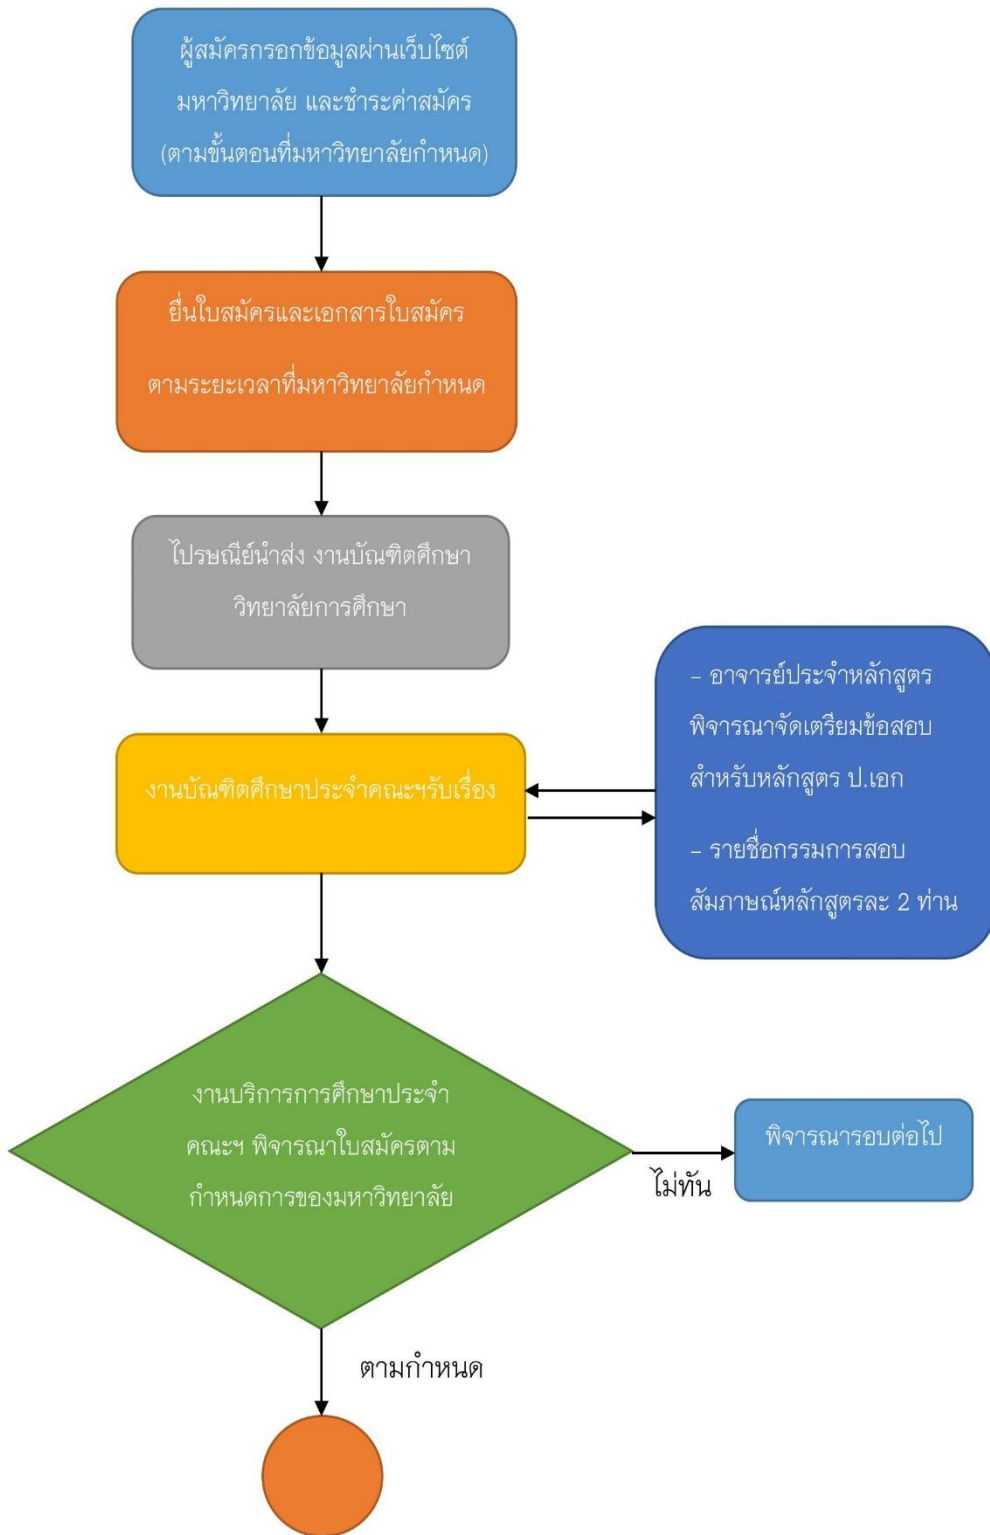 ผู้สมัครกรอกข้อมูลผ่านเว็บไซต์
มหาวิทยาลัย และชำระค่าสมัคร
(ตามขั้นตอนที่มหาวิทยาลัยกำหนด)
ยื่นใบสมัครและเอกสารใบสมัคร
ตามระยะเวลาที่มหาวิทยาลัยกำหนด
ไปรษณีย์นำส่ง งานบัณฑิตศึกษา
วิทยาลัยการศึกษา
งานบัณฑิตศึกษาประจำคณะฯรับเรื่อง
– อาจารย์ประจำหลักสูตร
พิจารณาจัดเตรียมข้อสอบ
สำหรับหลักสูตร ป.เอก
– รายชื่อกรรมการสอบ
สัมภาษณ์หลักสูตรละ 2 ท่าน
งานบริการการศึกษาประจำ
คณะฯ พิจารณาใบสมัครตาม
กำหนดการของมหาวิทยาลัย
ไม่ทัน
พิจารณารอบต่อไป
ตามกำหนด